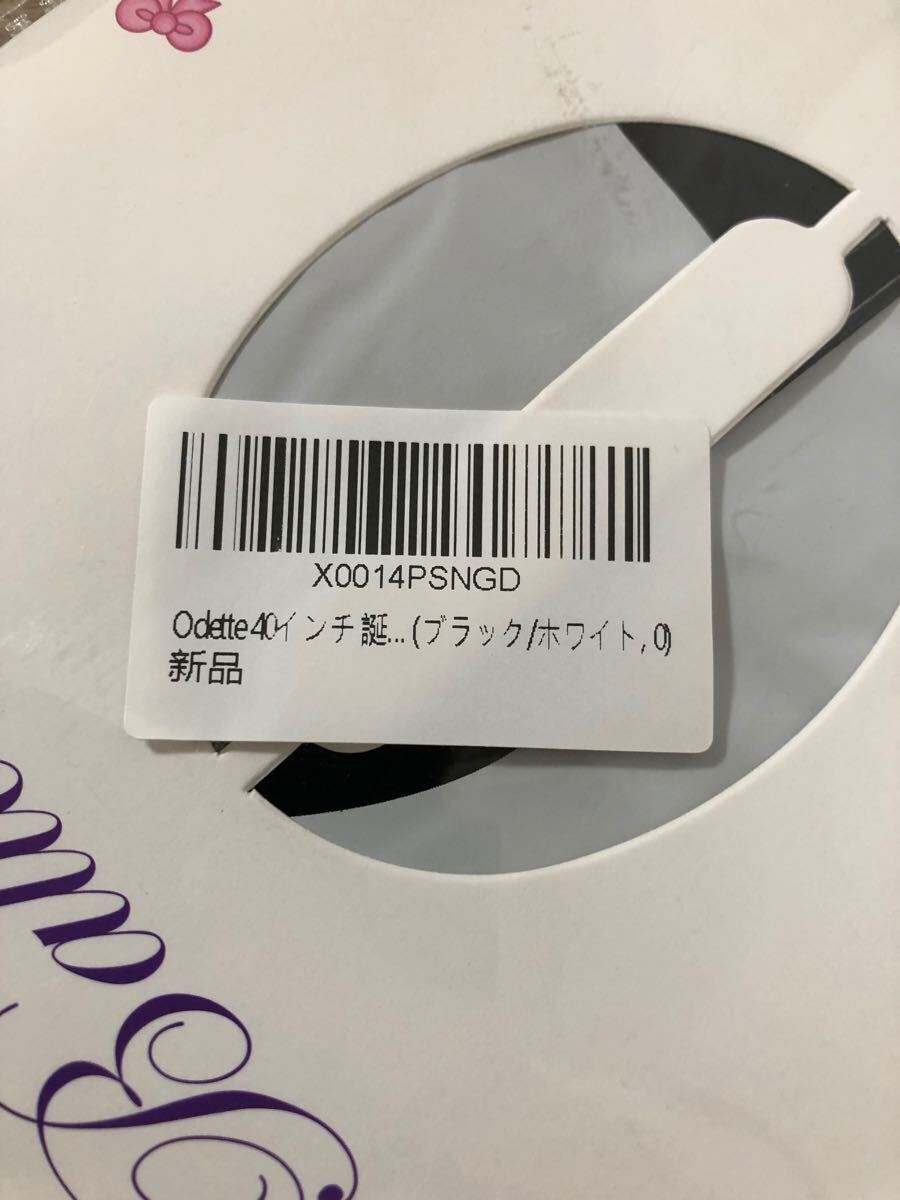 X0014PSNGD
Odette 40インチ 誕... (ブラック/ホワイト, 0)
新品